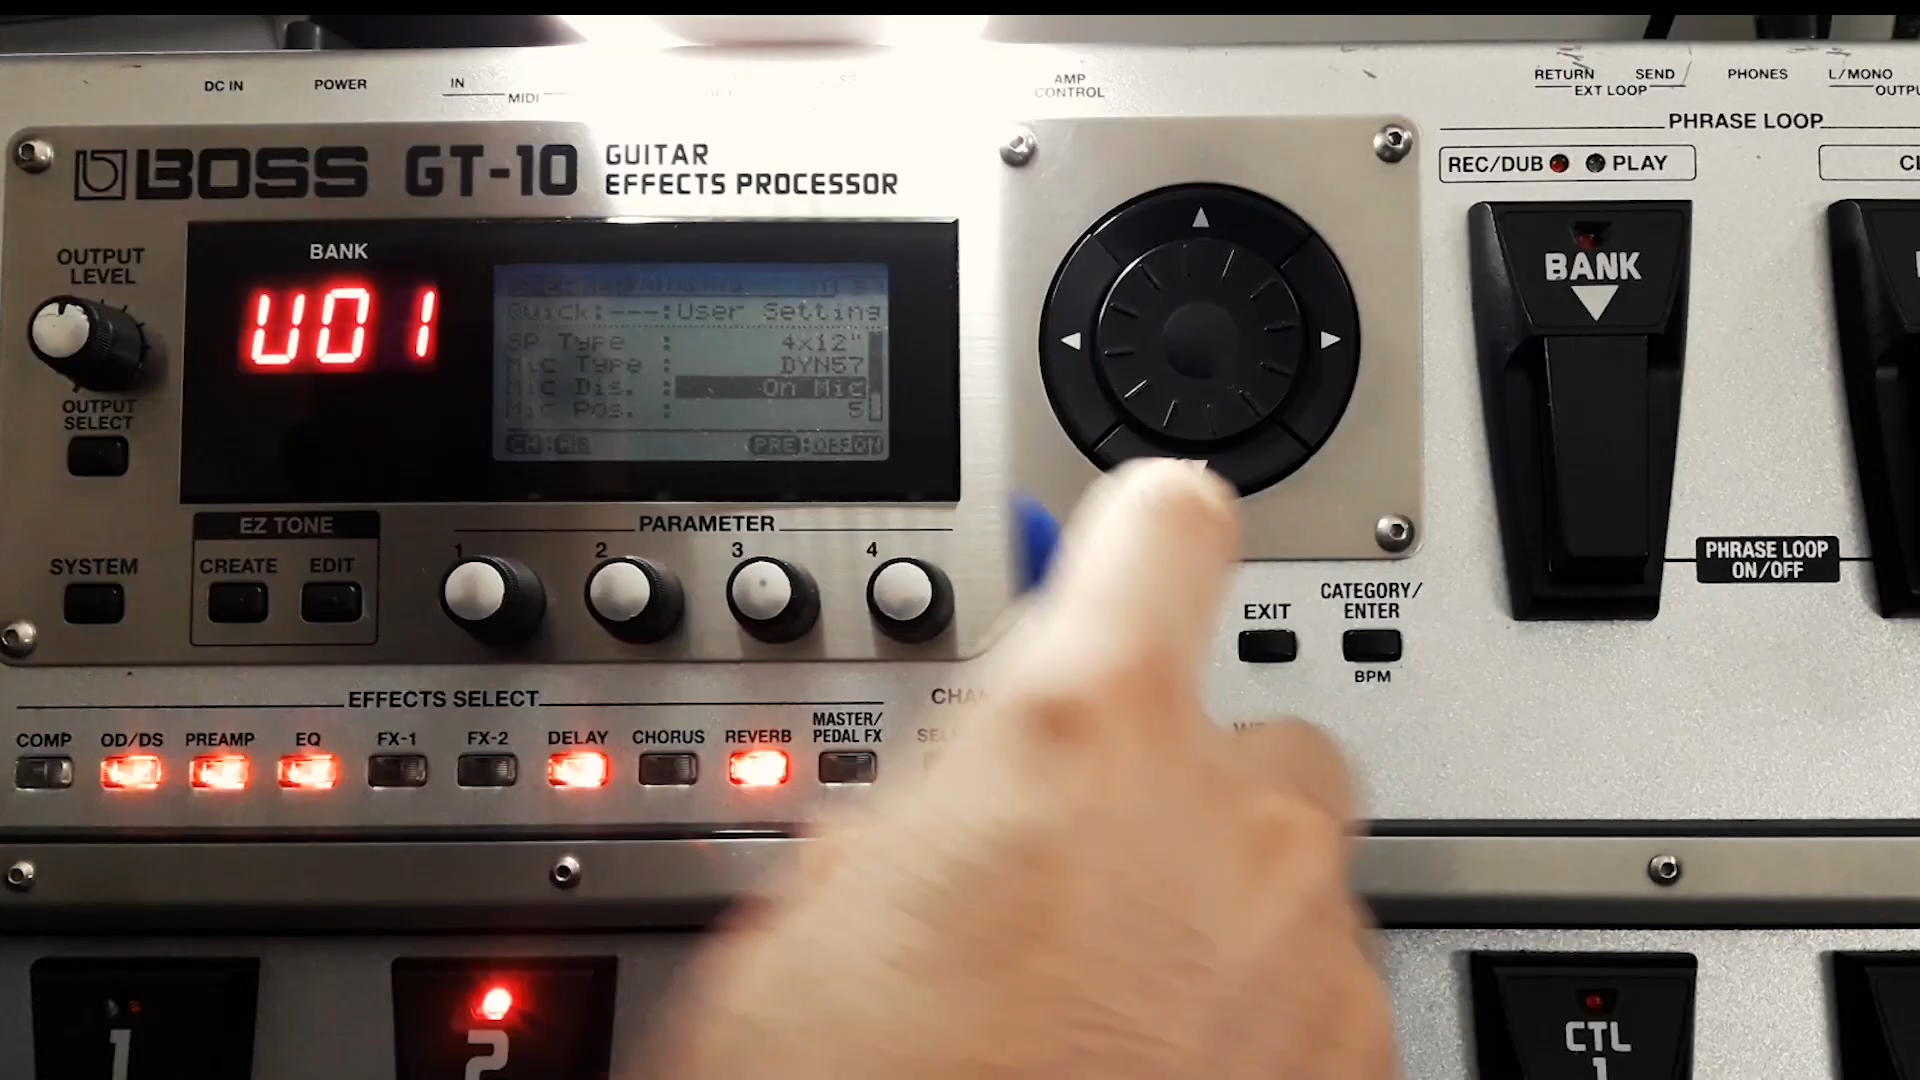 DC IN
POWER
IN
MIDI
AMP
CONTROL
RETURN
SEND
EXT LOOP
PHONES
L/MONO
PHRASE LOOP
BOSS GT-10 GUITAR
EFFECTS PROCESSOR
REC/DUB
PLAY
OUTPUT
LEVEL
BANK
U01
Quick:---:User Setting
SP Type : 4x12"
Mic Type : DYN57
Mic Dis. : On Mic
Mic Pos. : 5
OUTPUT
SELECT
BANK
EZ TONE
PARAMETER
SYSTEM
CREATE
EDIT
1
2
3
4
EXIT
CATEGORY/
ENTER
BPM
PHRASE LOOP
ON/OFF
EFFECTS SELECT
COMP
OD/DS
PREAMP
EQ
FX-1
FX-2
DELAY
CHORUS
REVERB
MASTER/
PEDAL FX
1
2
CTL
1